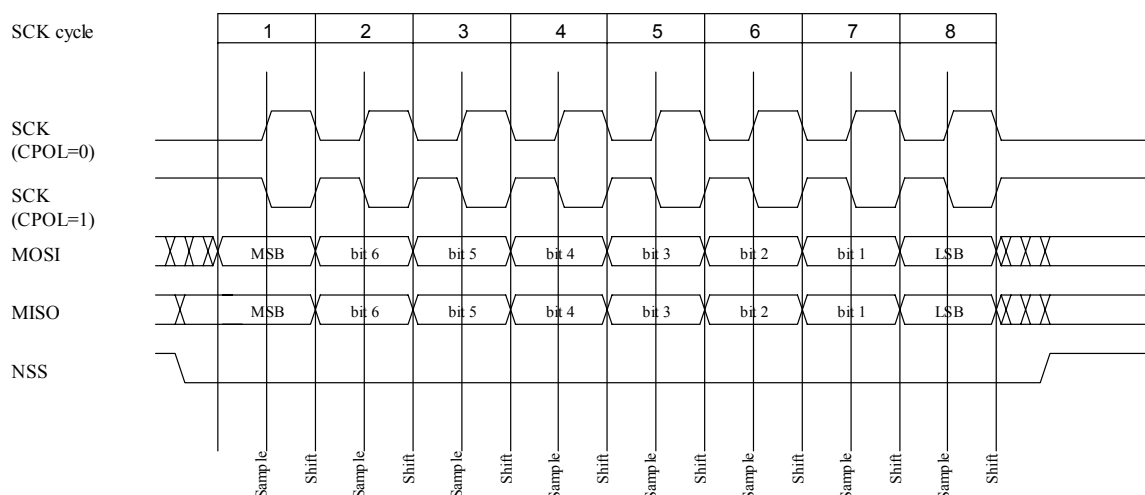 SCK cycle 1 2 3 4 5 6 7 8
SCK
(CPOL=0)
SCK
(CPOL=1)
MOSI MSB bit 6 bit 5 bit 4 bit 3 bit 2 bit 1 LSB
MISO MSB bit 6 bit 5 bit 4 bit 3 bit 2 bit 1 LSB
NSS
Sample Shift Sample Shift Sample Shift Sample Shift Sample Shift Sample Shift Sample Shift Sample Shift